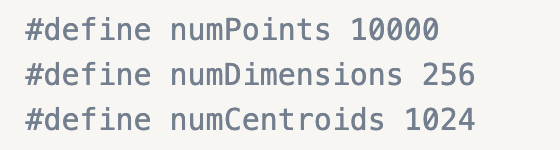 #define numPoints 10000
#define numDimensions 256
#define numCentroids 1024